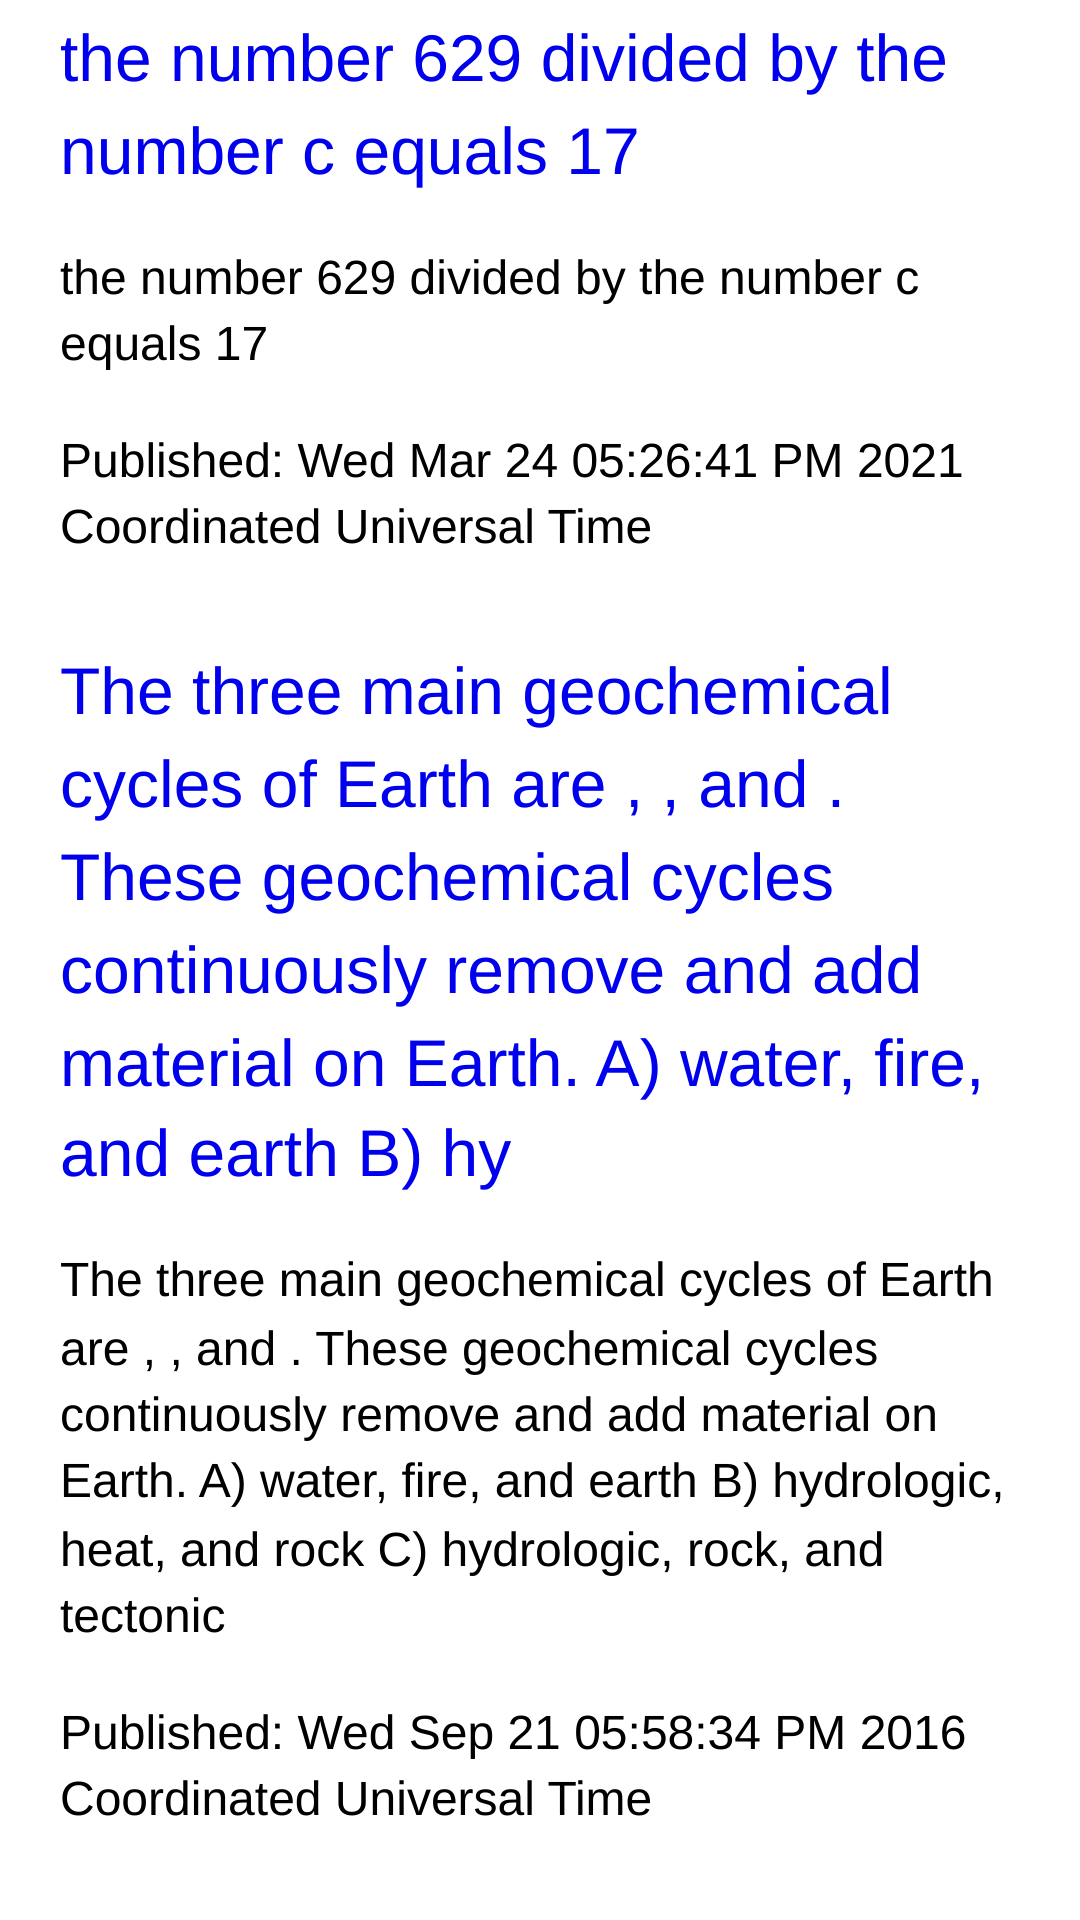 the number 629 divided by the
number c equals 17
the number 629 divided by the number c
equals 17
Published: Wed Mar 24 05:26:41 PM 2021
Coordinated Universal Time
The three main geochemical
cycles of Earth are , , and .
These geochemical cycles
continuously remove and add
material on Earth. A) water, fire,
and earth B) hy
The three main geochemical cycles of Earth
are , , and . These geochemical cycles
continuously remove and add material on
Earth. A) water, fire, and earth B) hydrologic,
heat, and rock C) hydrologic, rock, and
tectonic
Published: Wed Sep 21 05:58:34 PM 2016
Coordinated Universal Time